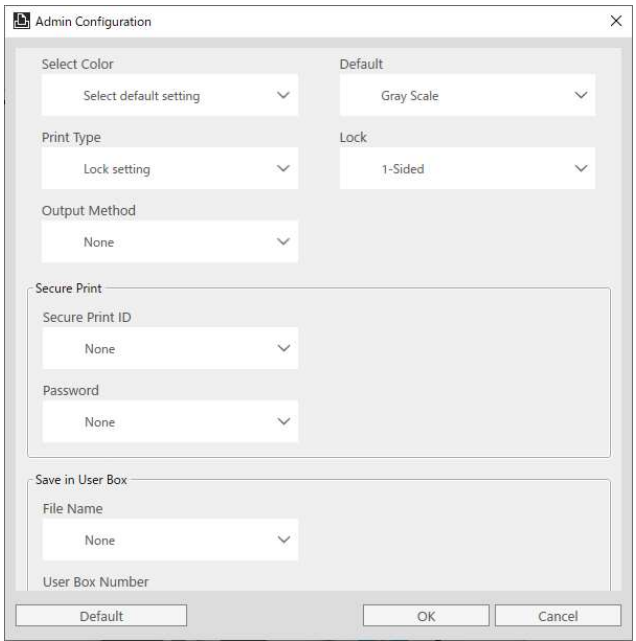 Admin Configuration
Select Color
Default
Select default setting
Gray Scale
Print Type
Lock
Lock setting
1-Sided
Output Method
None
Secure Print
Secure Print ID
None
Password
None
Save in User Box
File Name
None
User Box Number
Default
OK
Cancel